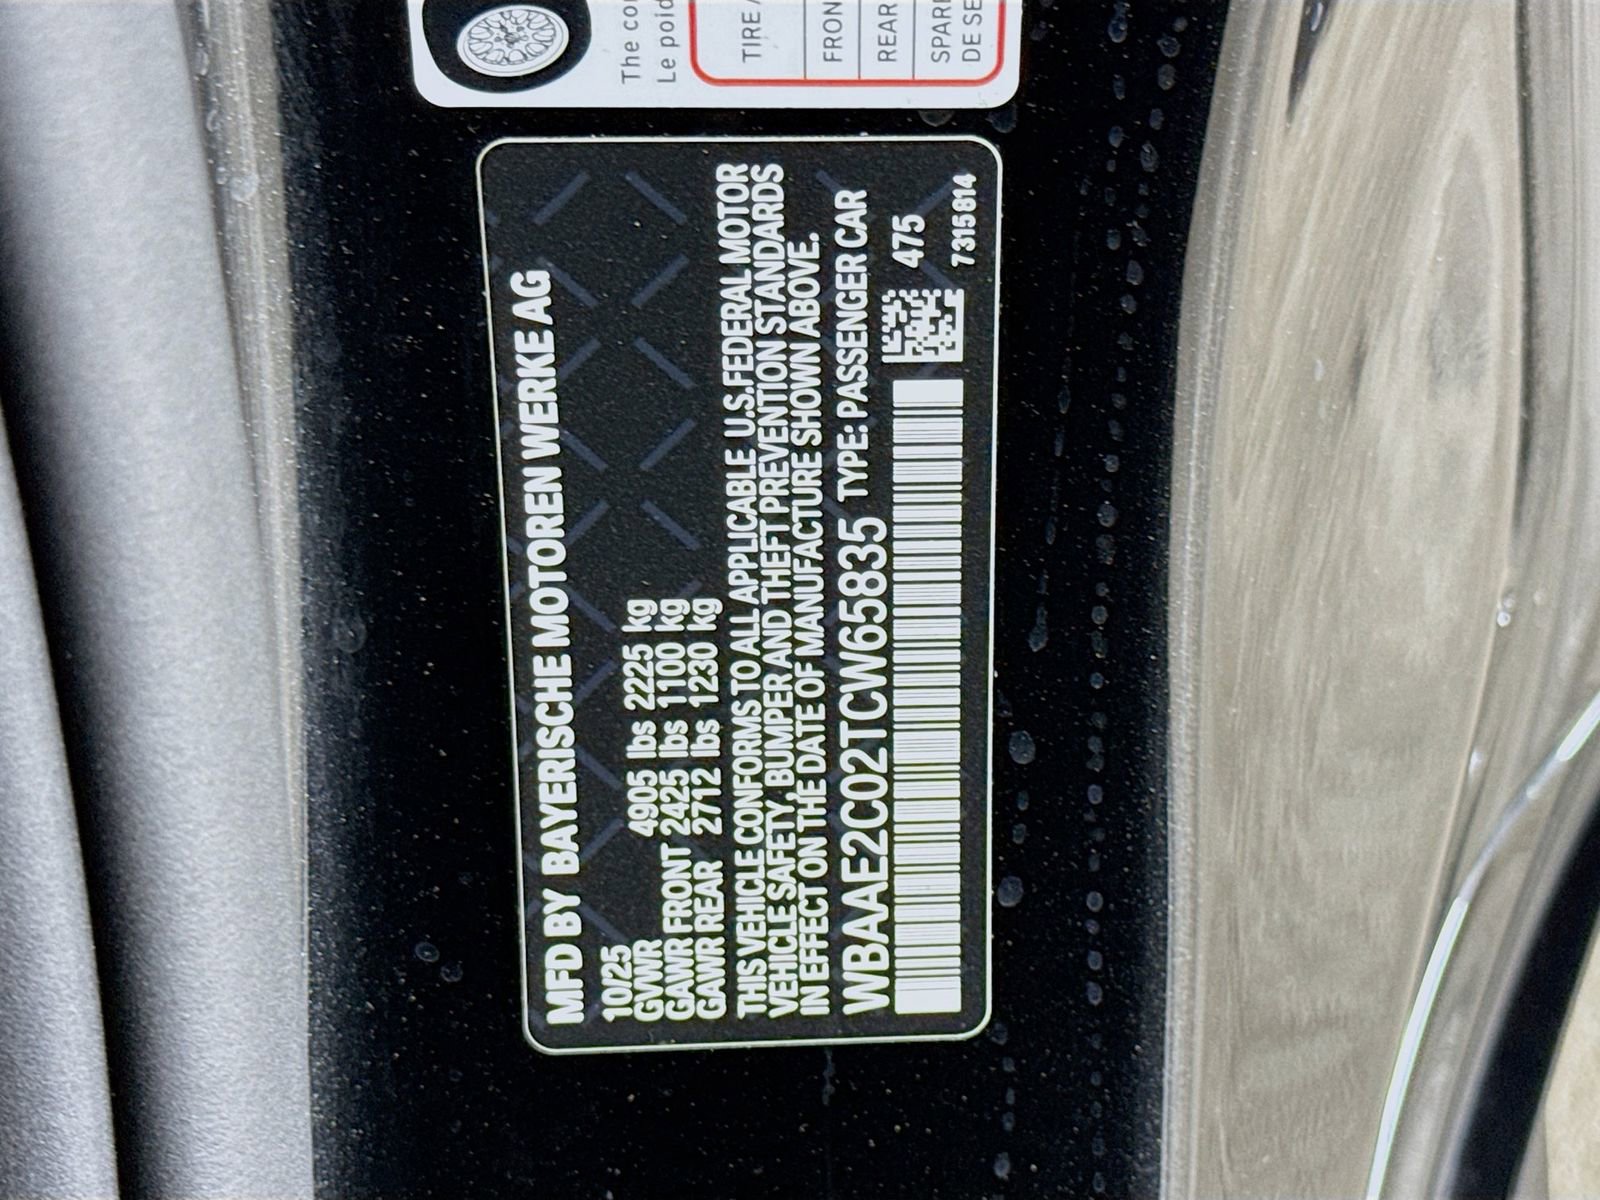 The co
Le poid
TIRE /
FRON
REAR
SPAR
DE SE
MFD BY BAYERISCHE MOTOREN WERKE AG
10/25
GVWR 4905 lbs 2225 kg
GAWR FRONT 2425 lbs 1100 kg
GAWR REAR 2712 lbs 1230 kg
THIS VEHICLE CONFORMS TO ALL APPLICABLE U.S. FEDERAL MOTOR
VEHICLE SAFETY, BUMPER AND THEFT PREVENTION STANDARDS
IN EFFECT ON THE DATE OF MANUFACTURE SHOWN ABOVE.
WBAAE2C02TCW65835 TYPE: PASSENGER CAR
475
7315814